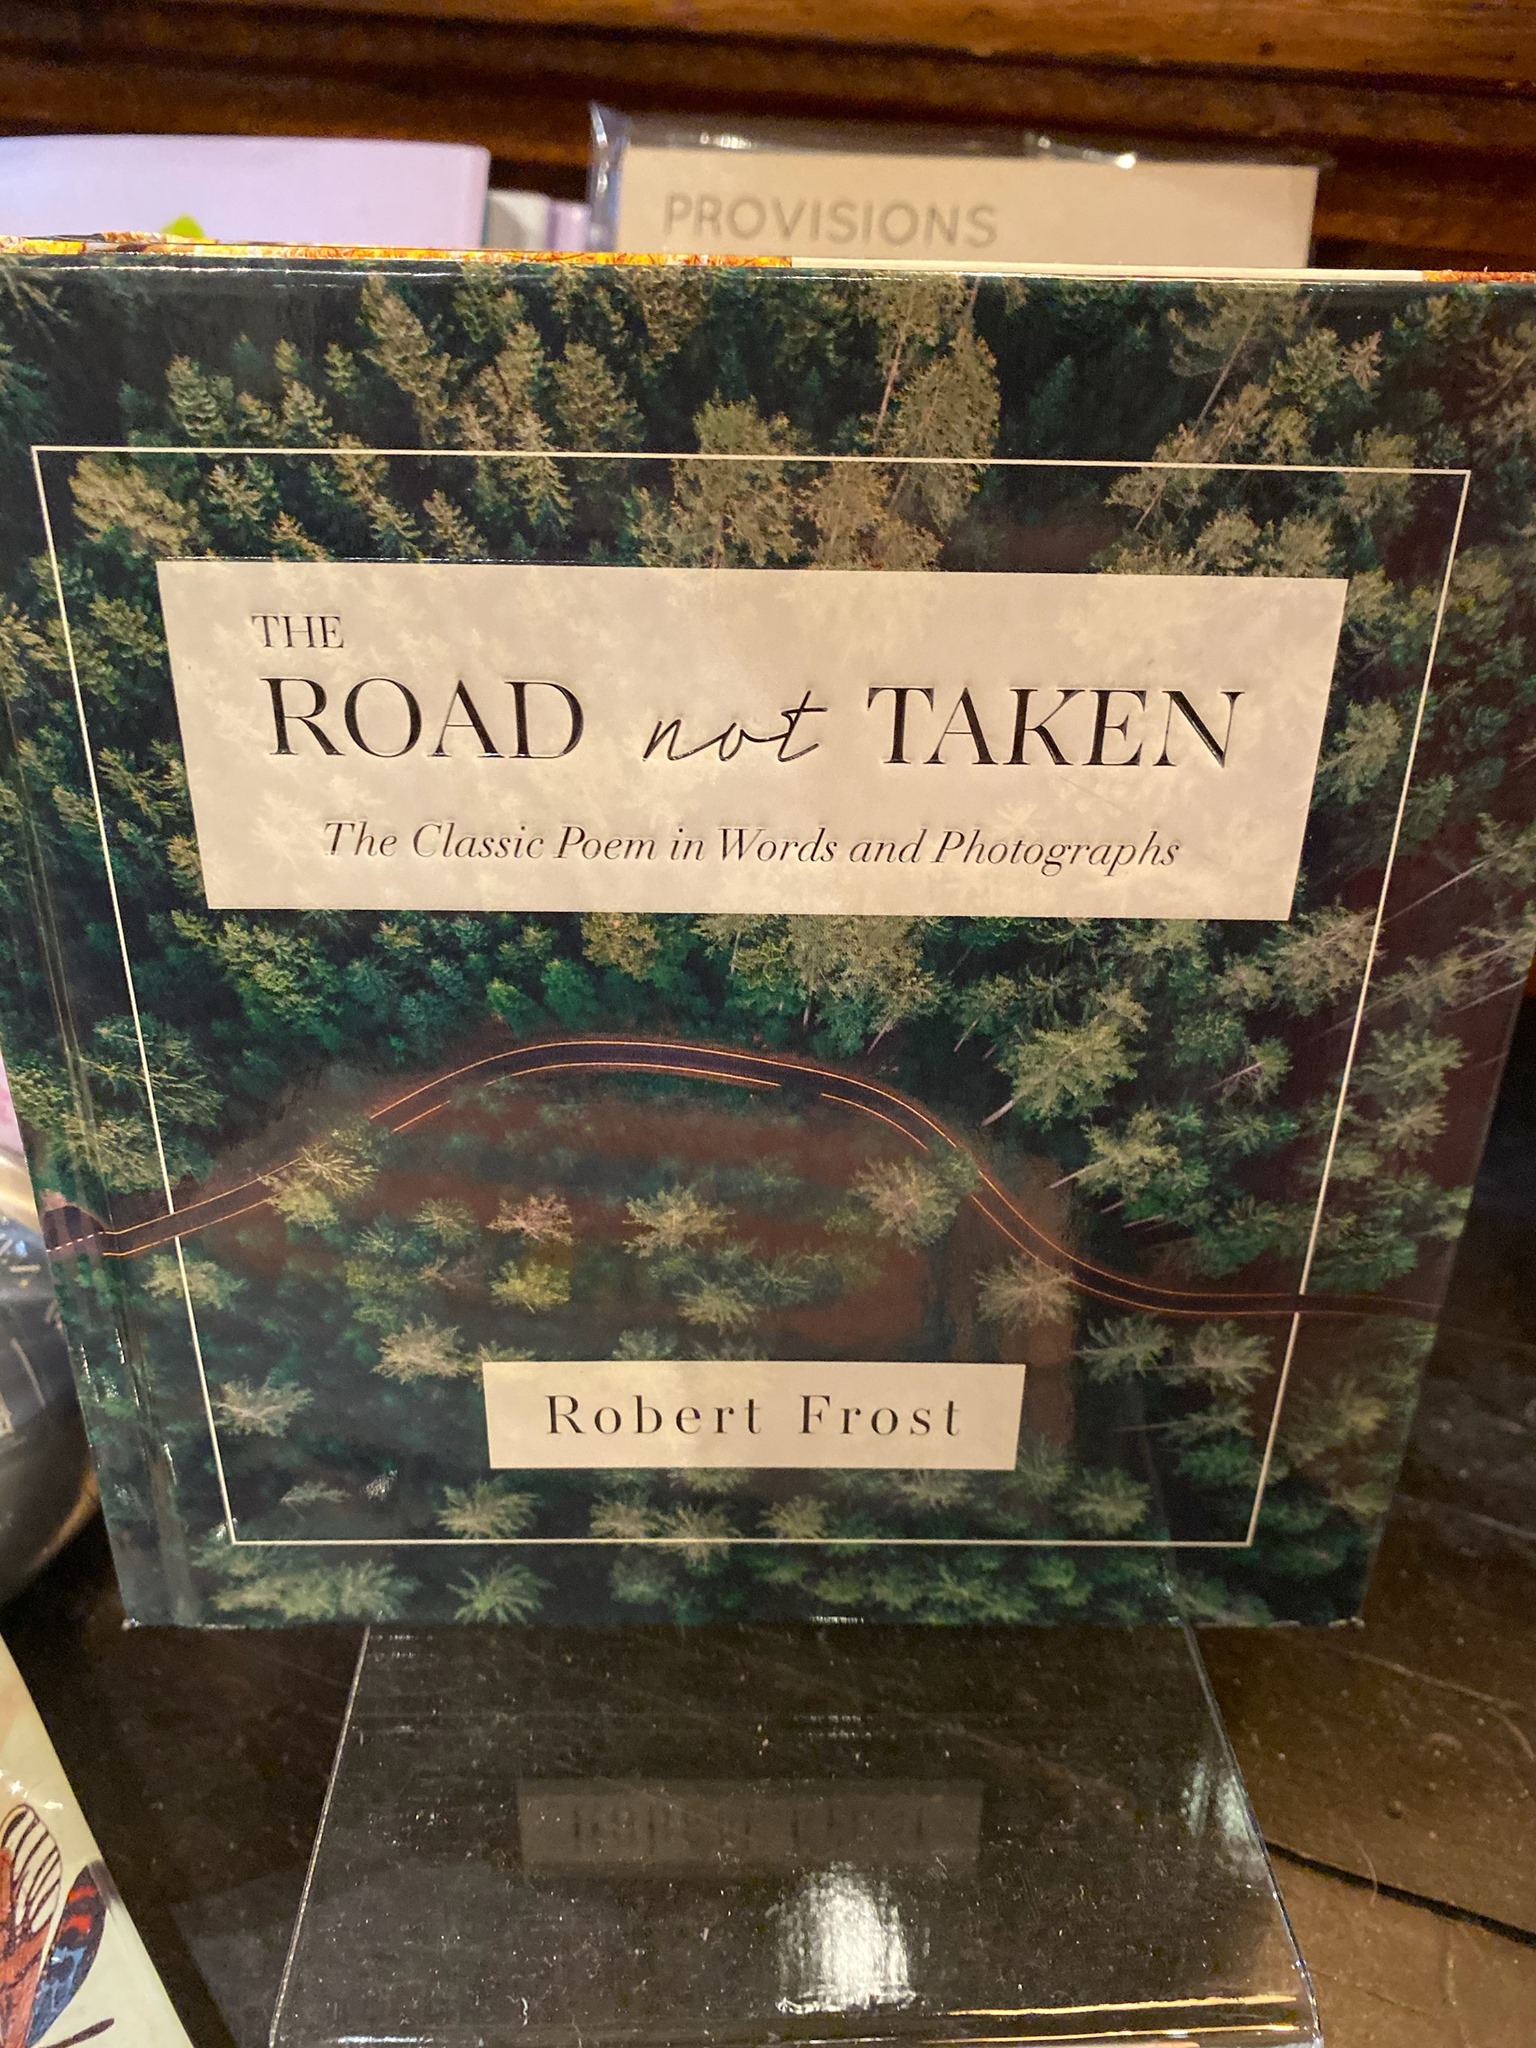 PROVISIONS
THE
ROAD not TAKEN
The Classic Poem in Words and Photographs
Robert Frost